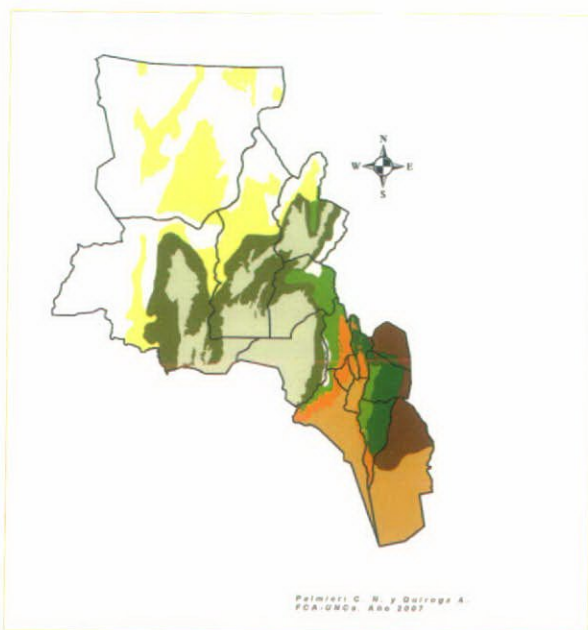 N
W E
S
Palmieri C. N. y Quiroga A.
FCA-UNCa. Año 2007